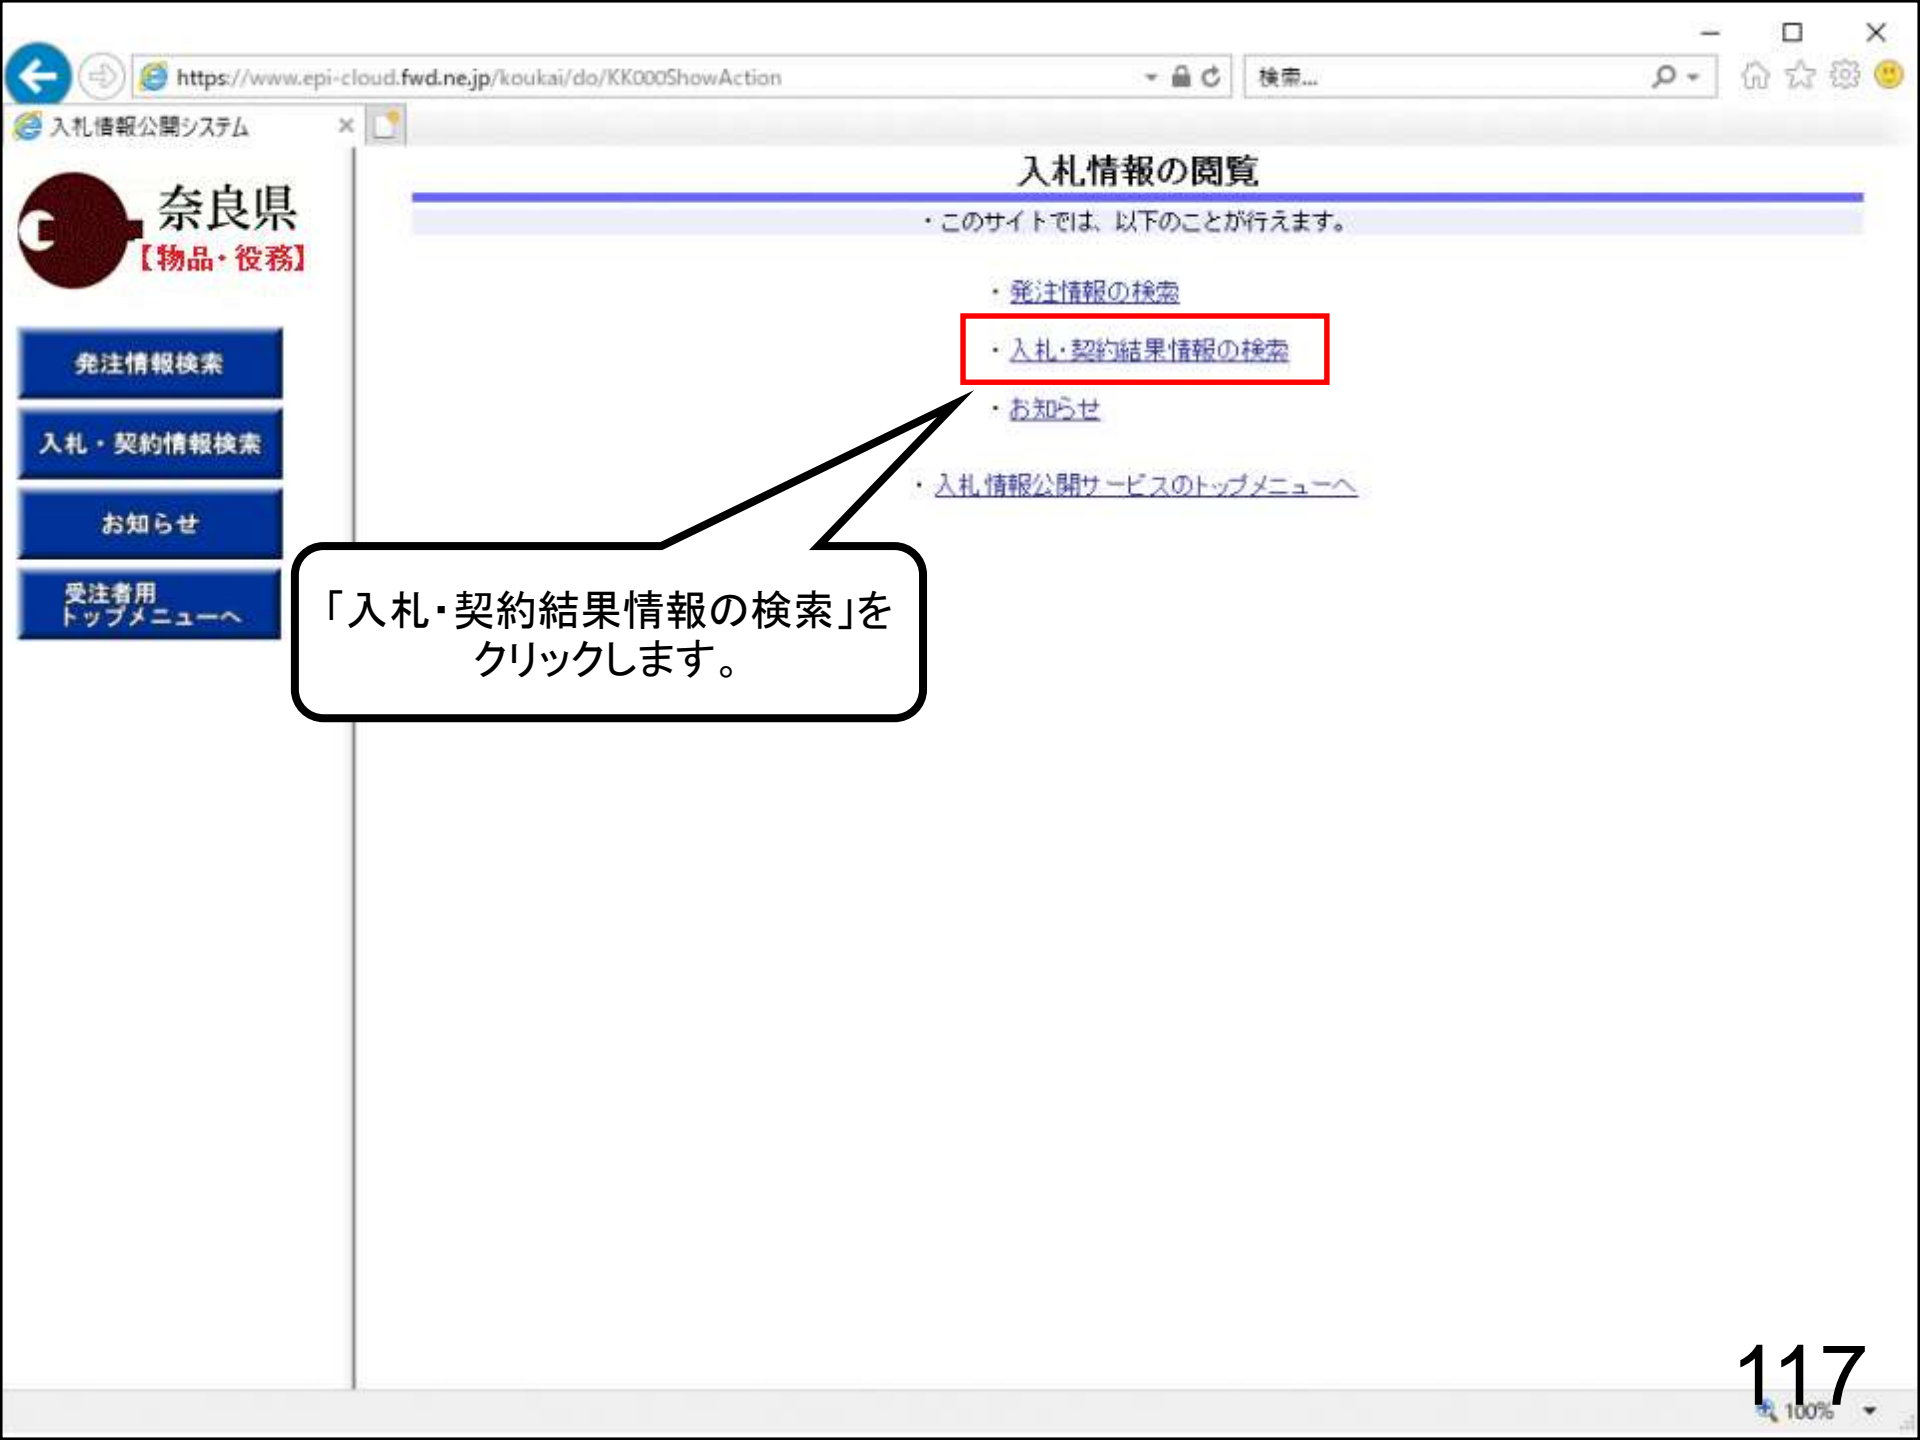 https://www.epi-cloud.fwd.ne.jp/koukai/do/KK000ShowAction
検索...
入札情報公開システム
奈良県
【物品・役務】
発注情報検索
入札・契約情報検索
お知らせ
受注者用
トップメニューへ
入札情報の閲覧
・このサイトでは、以下のことが行えます。
・発注情報の検索
・入札・契約結果情報の検索
・お知らせ
・入札情報公開サービスのトップメニューへ
「入札・契約結果情報の検索」を
クリックします。
117
100%